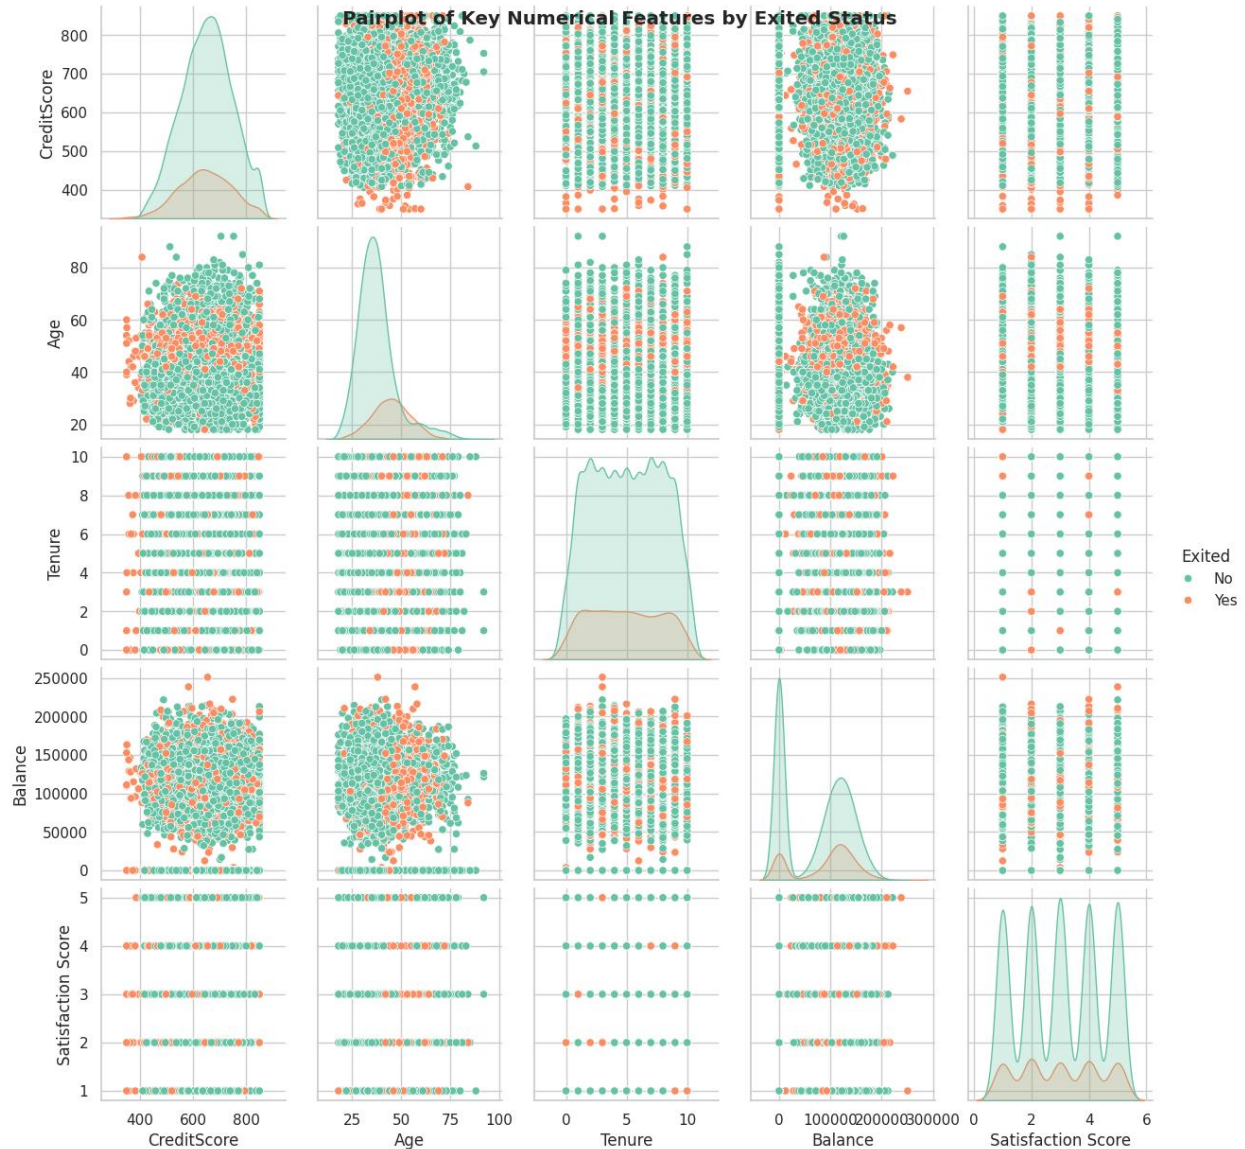 Pairplot of Key Numerical Features by Exited Status
800
700
600
500
400
CreditScore
80
60
40
20
Age
10
8
6
4
2
0
Tenure
250000
200000
150000
100000
50000
0
Balance
5
4
3
2
1
Satisfaction Score
400 600 800
CreditScore
25 50 75 100
Age
0 5 10
Tenure
0 100000 200000 300000
Balance
0 2 4 6
Satisfaction Score
Exited
No
Yes